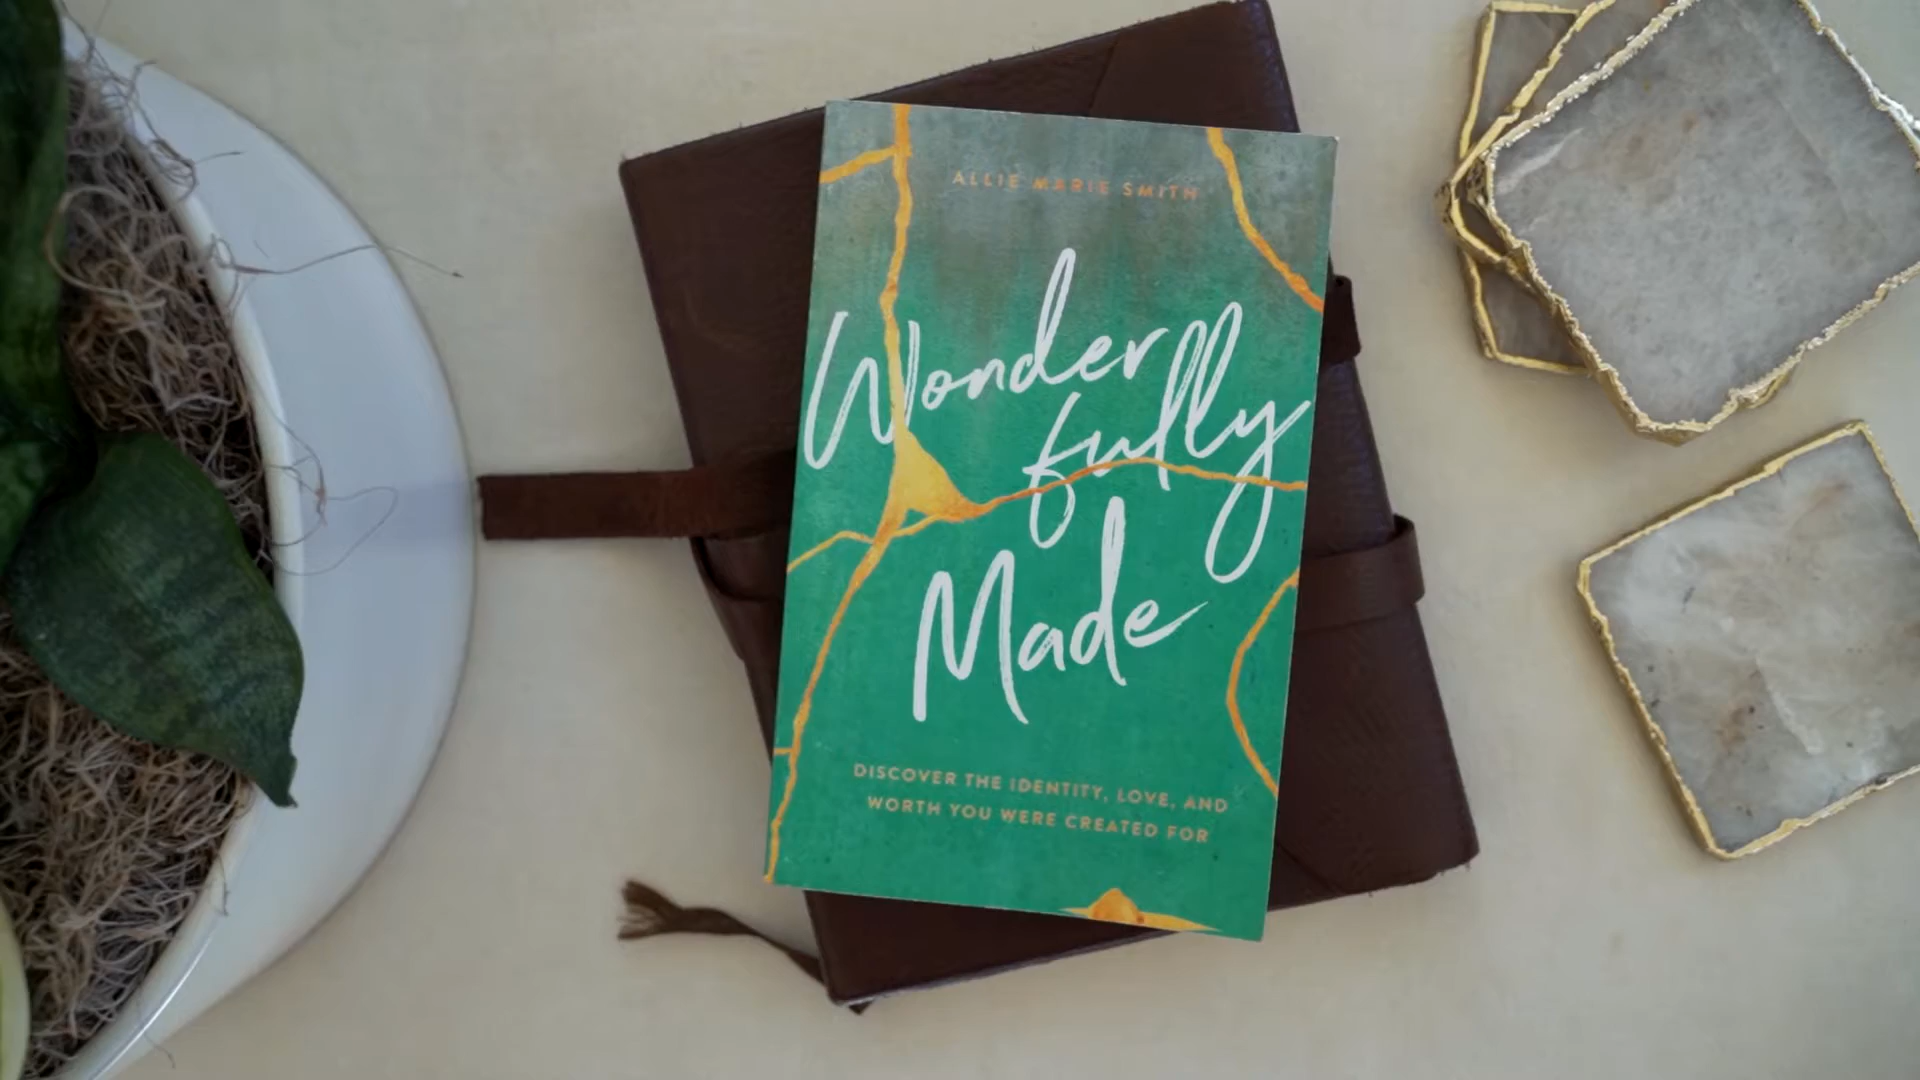 ALLIE MARIE SMITH
Wonder
fully
Made
DISCOVER THE IDENTITY, LOVE, AND
WORTH YOU WERE CREATED FOR